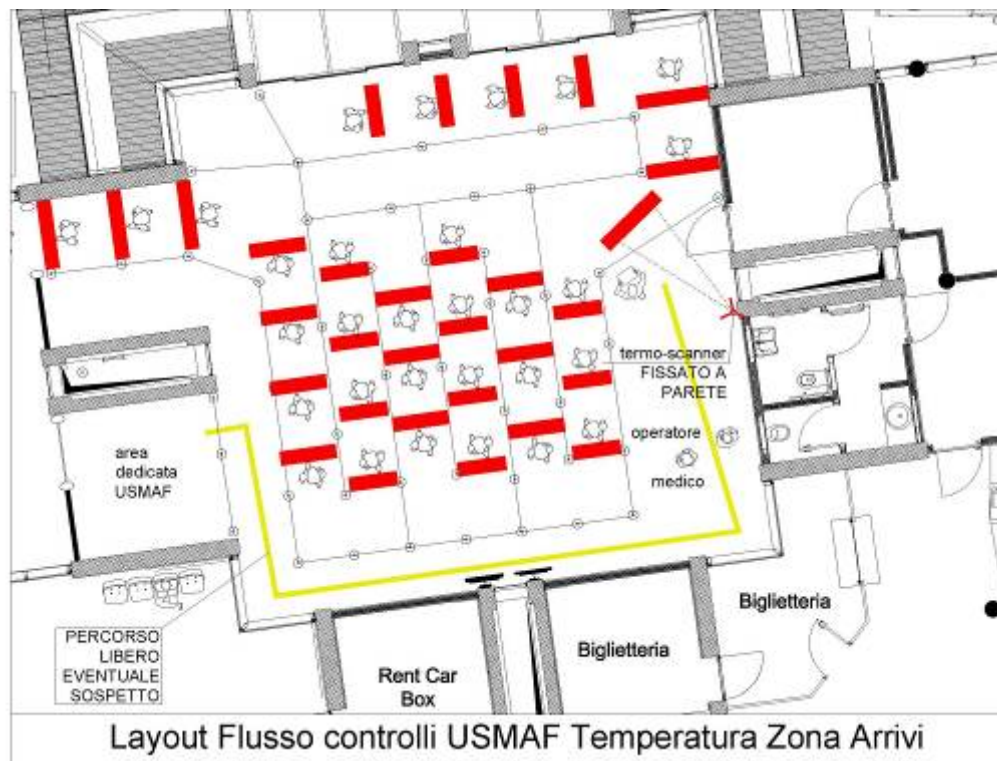 termo-scanner
FISSATO A
PARETE
operatore
medico
area
dedicata
USMAF
PERCORSO
LIBERO
EVENTUALE
SOSPETTO
Rent Car
Box
Biglietteria
Biglietteria
Layout Flusso controlli USMAF Temperatura Zona Arrivi